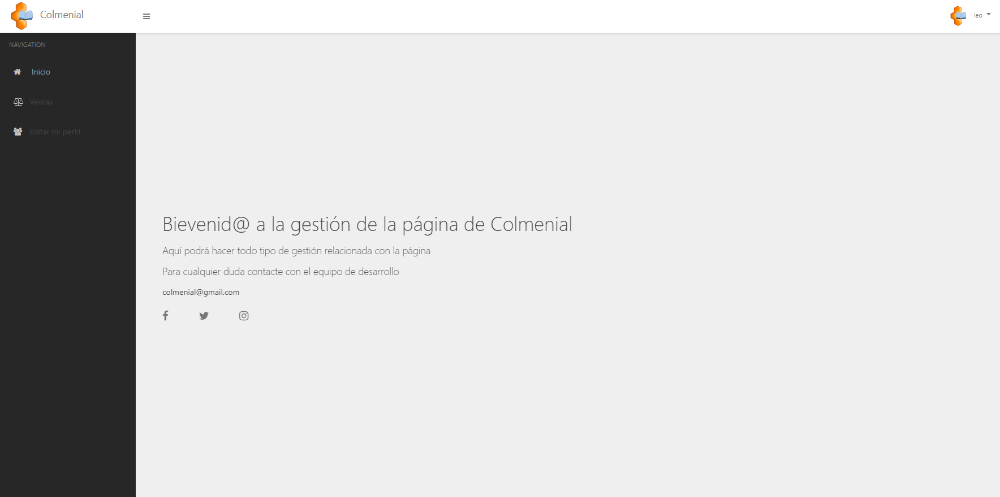 Colmenial
leo
NAVIGATION
Inicio
Ventas
Editar mi perfil
Bievenid@ a la gestión de la página de Colmenial
Aquí podrá hacer todo tipo de gestión relacionada con la página
Para cualquier duda contacte con el equipo de desarrollo
colmenial@gmail.com